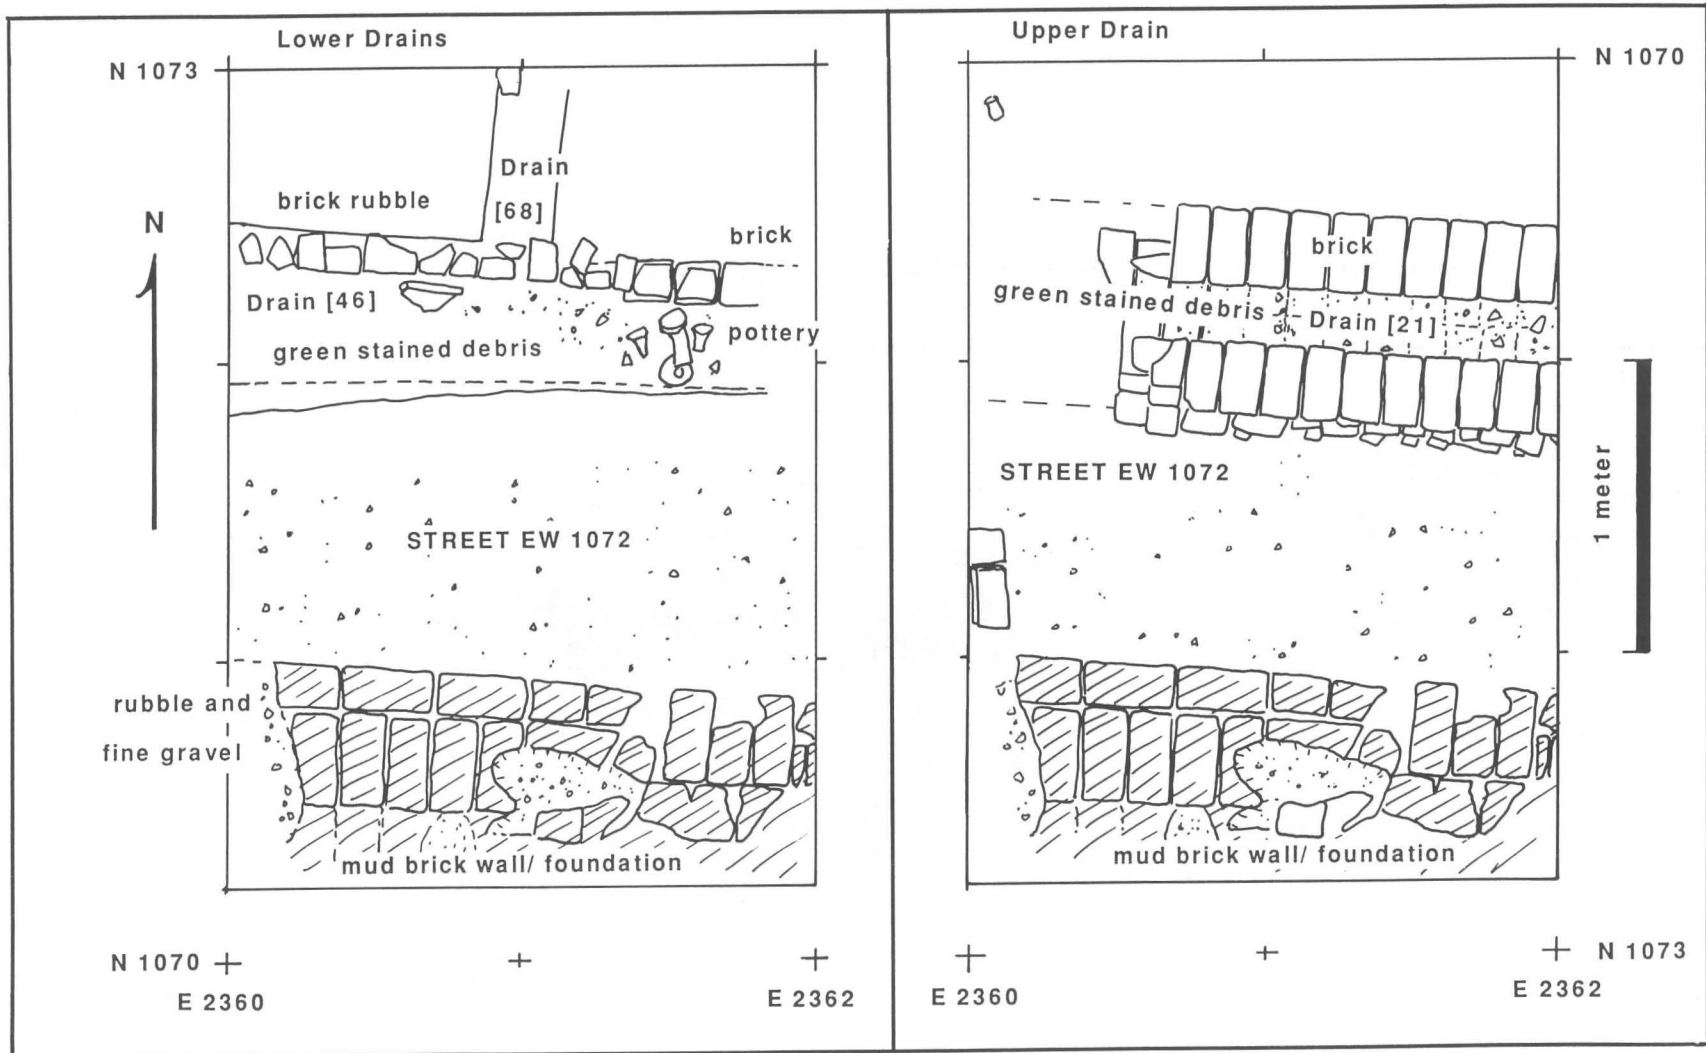 Lower Drains
N 1073
Drain
[68]
brick rubble
N
brick
Drain [46]
pottery
green stained debris
STREET EW 1072
rubble and
fine gravel
mud brick wall/ foundation
N 1070
E 2360
E 2362
Upper Drain
N 1070
brick
green stained debris
Drain [21]
STREET EW 1072
1 meter
mud brick wall/ foundation
N 1073
E 2360
E 2362